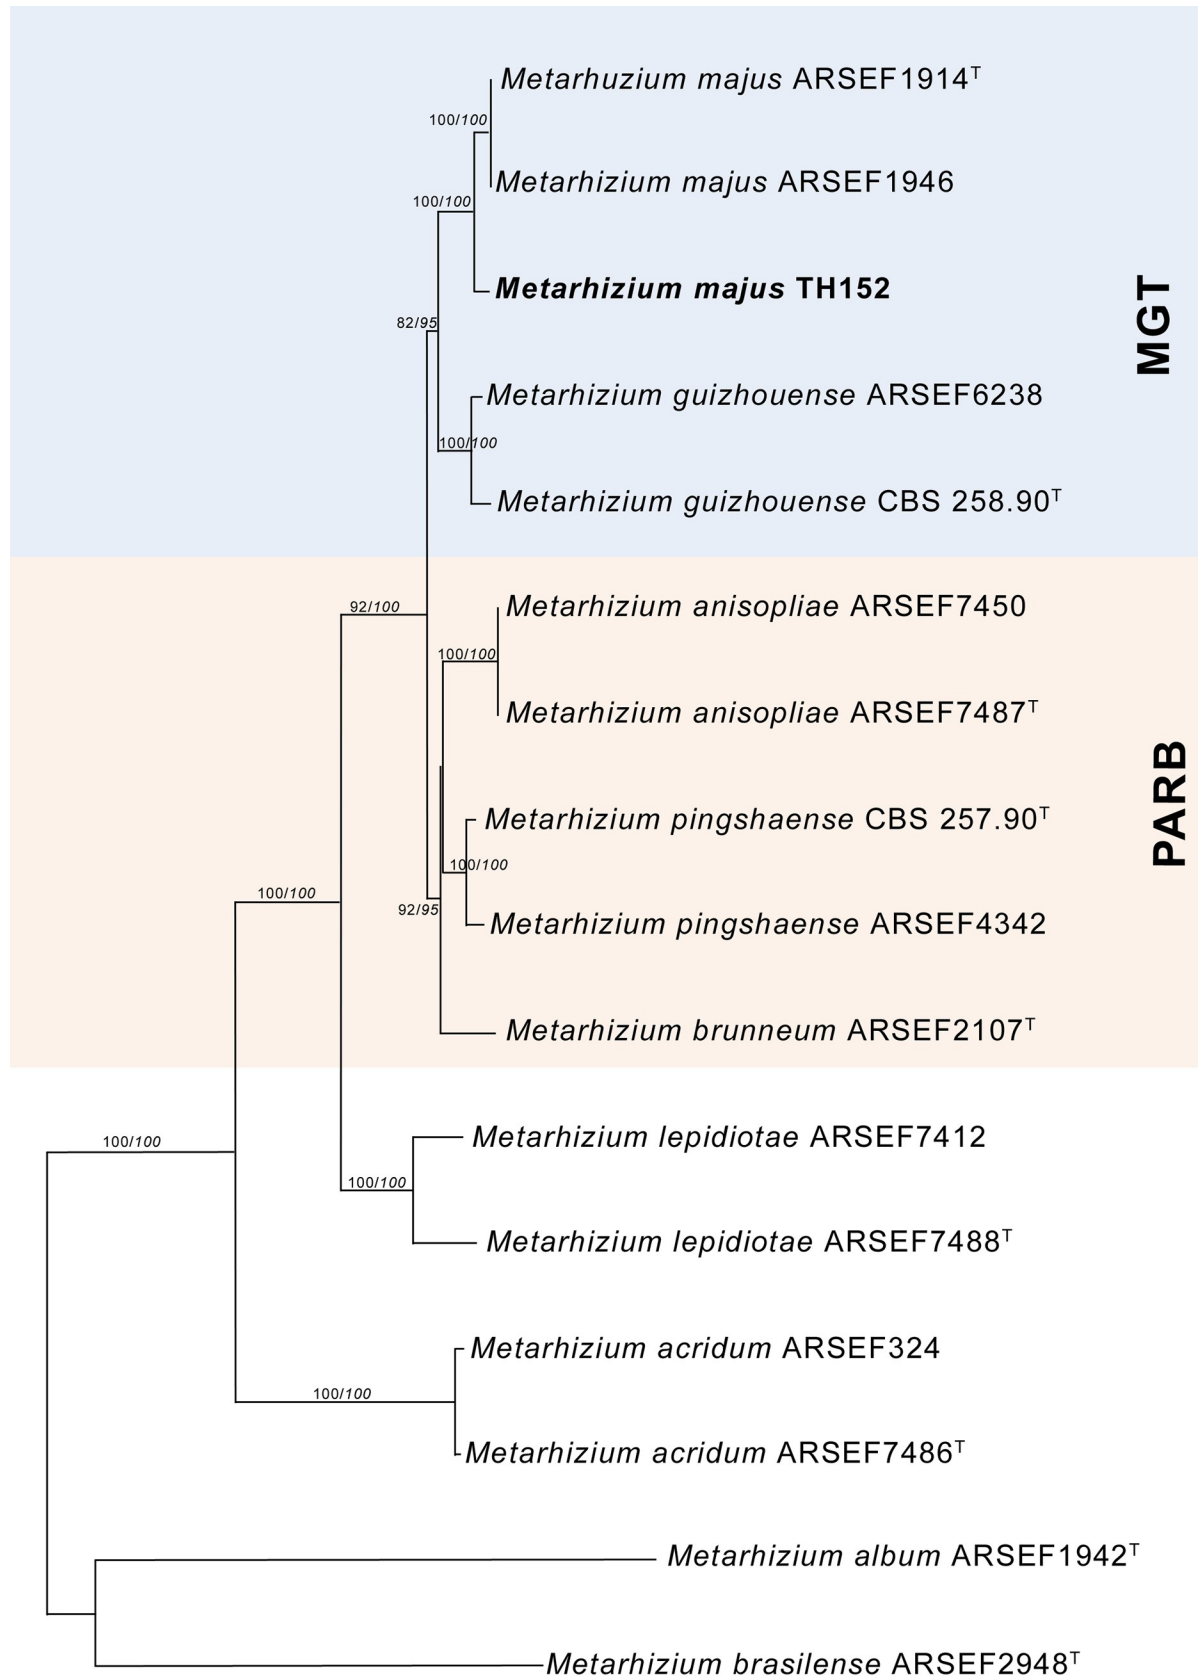 Metarhuzium majus ARSEF1914ᵀ
100/100
Metarhizium majus ARSEF1946
100/100
Metarhizium majus TH152
MGT
82/95
Metarhizium guizhouense ARSEF6238
100/100
Metarhizium guizhouense CBS 258.90ᵀ
Metarhizium anisopliae ARSEF7450
92/100
100/100
Metarhizium anisopliae ARSEF7487ᵀ
PARB
Metarhizium pingshaense CBS 257.90ᵀ
100/100
100/100
92/95
Metarhizium pingshaense ARSEF4342
Metarhizium brunneum ARSEF2107ᵀ
Metarhizium lepidiotae ARSEF7412
100/100
100/100
Metarhizium lepidiotae ARSEF7488ᵀ
Metarhizium acridum ARSEF324
100/100
Metarhizium acridum ARSEF7486ᵀ
Metarhizium album ARSEF1942ᵀ
Metarhizium brasilense ARSEF2948ᵀ